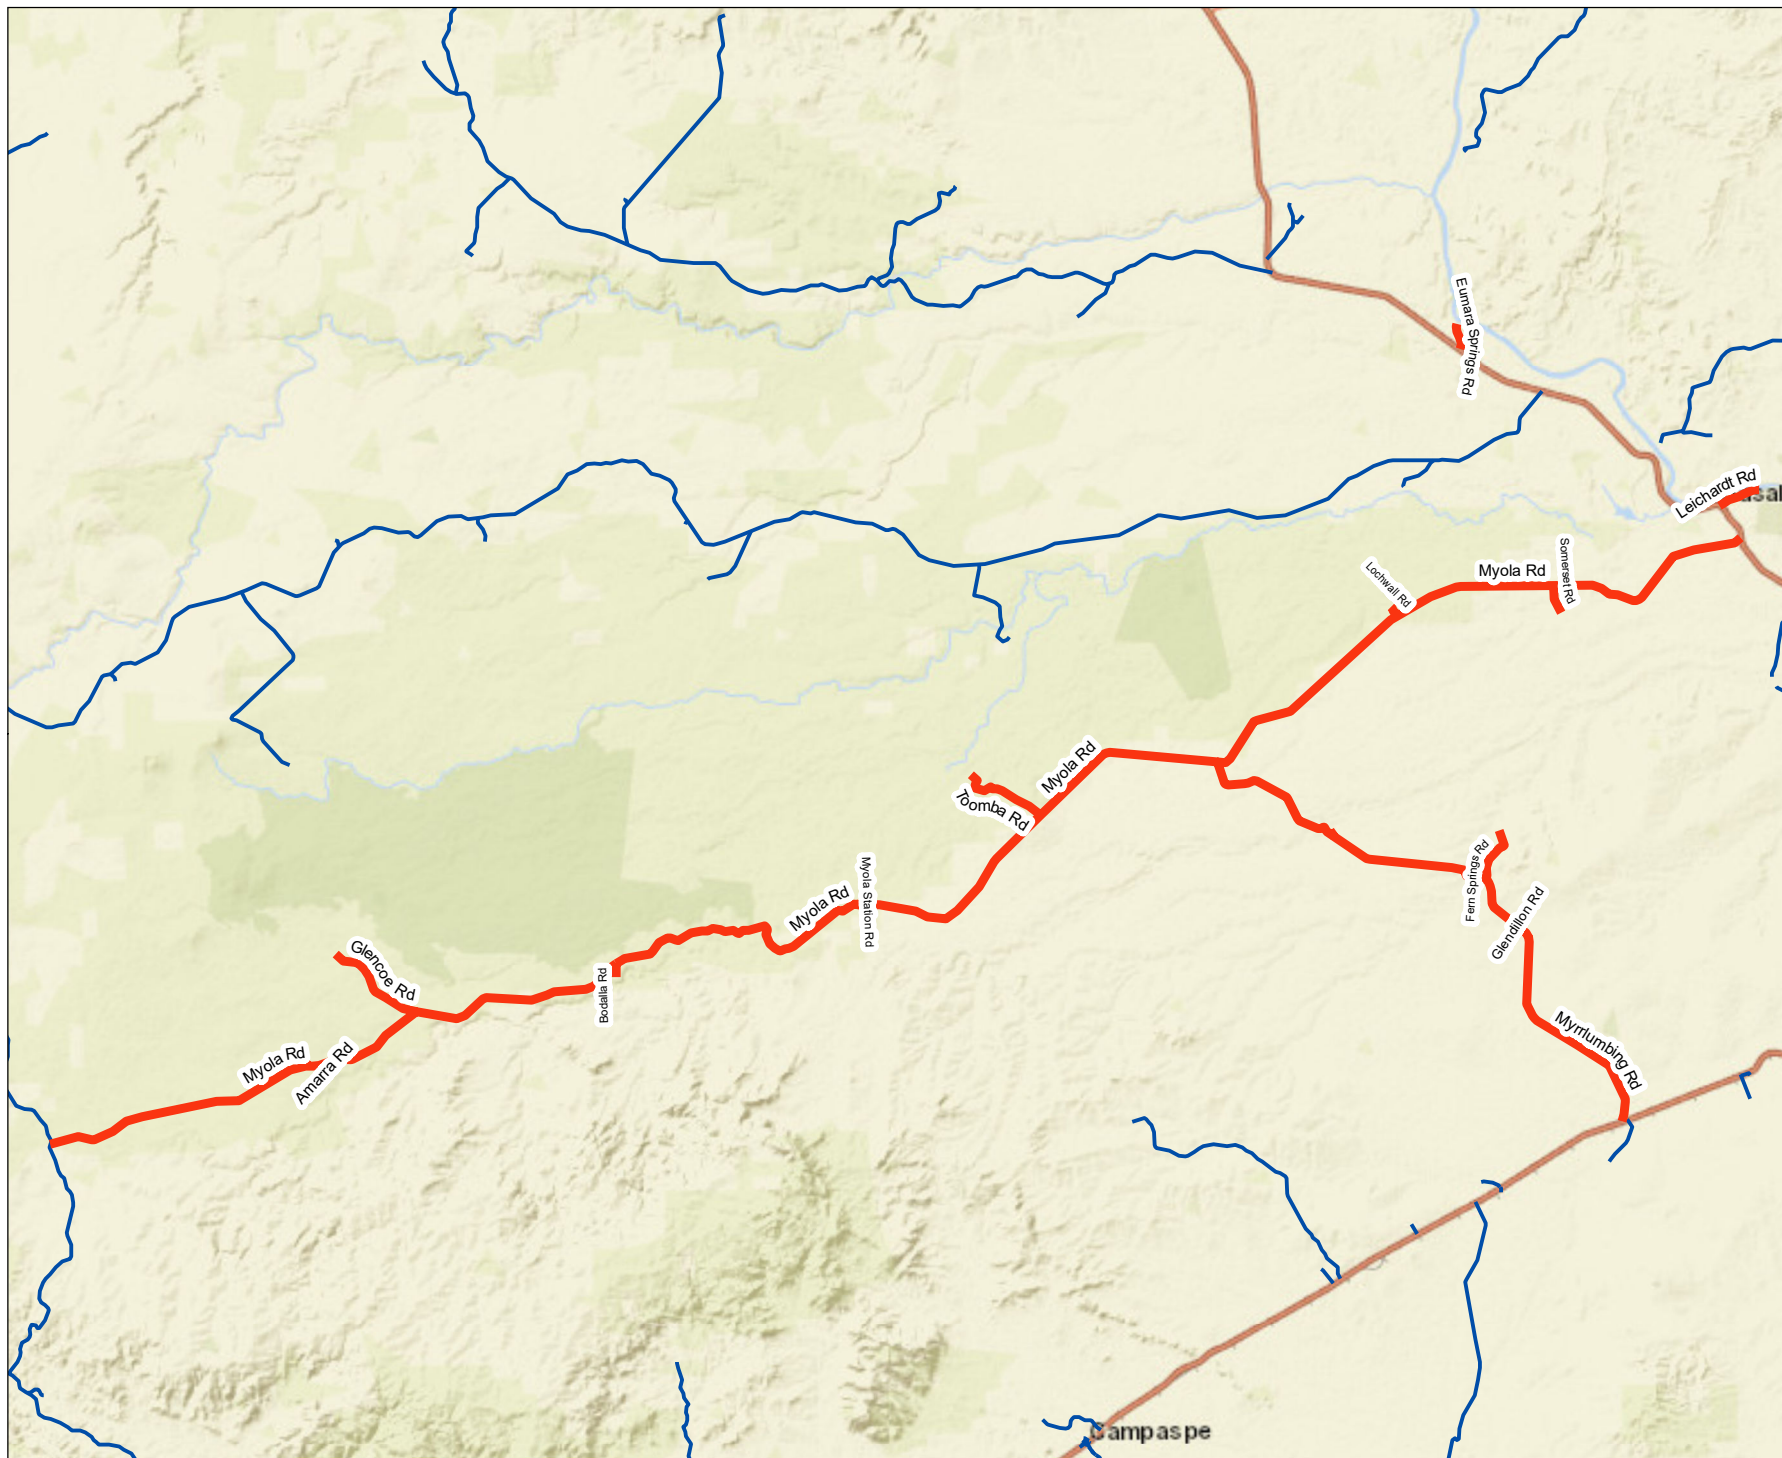 Eumara Springs Rd
Leichardt Rd
Somerset Rd
Myola Rd
Lochwall Rd
Myola Rd
Toomba Rd
Fern Springs Rd
Myola Station Rd
Myola Rd
Glendillon Rd
Glencoe Rd
Bodalla Rd
Myrrlumbing Rd
Myola Rd
Amarra Rd
Campaspe